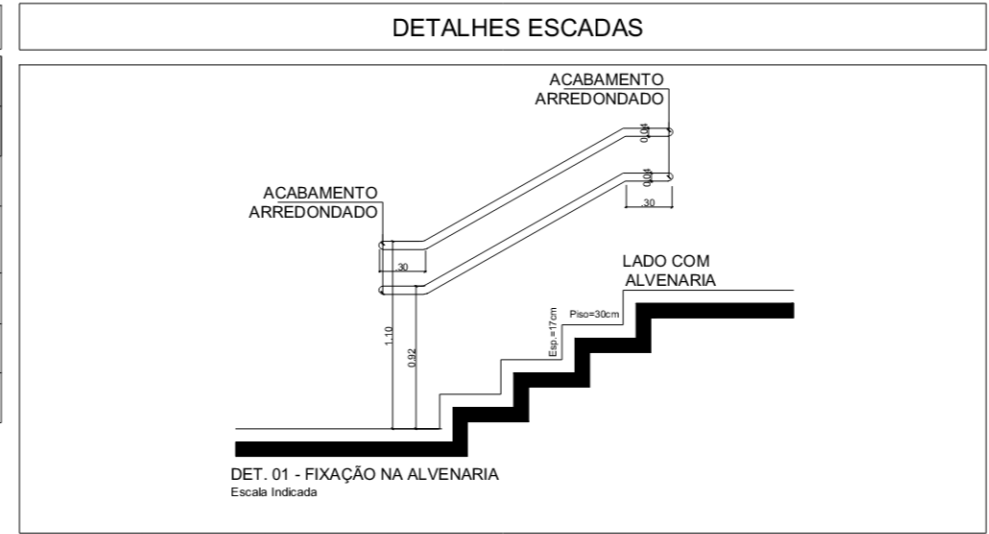 DETALHES ESCADAS
ACABAMENTO
ARREDONDADO
0,04
0,04
.30
ACABAMENTO
ARREDONDADO
.30
LADO COM
ALVENARIA
Piso=30cm
Esp.=17cm
1,10
0,92
DET. 01 - FIXAÇÃO NA ALVENARIA
Escala Indicada